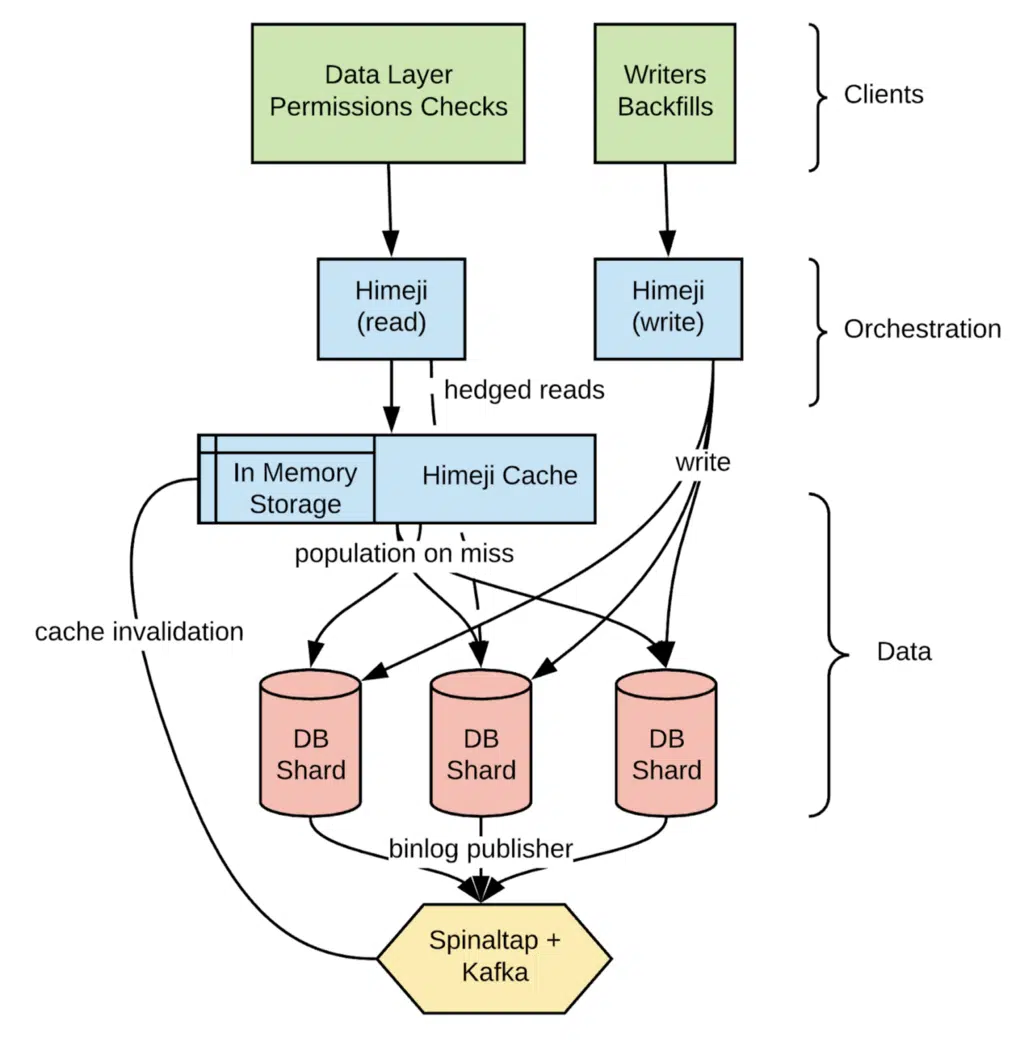 Data Layer
Permissions Checks
Writers
Backfills
Clients
Himeji
(read)
Himeji
(write)
Orchestration
hedged reads
In Memory
Storage
Himeji Cache
write
population on miss
cache invalidation
Data
DB
Shard
DB
Shard
DB
Shard
binlog publisher
Spinaltap +
Kafka